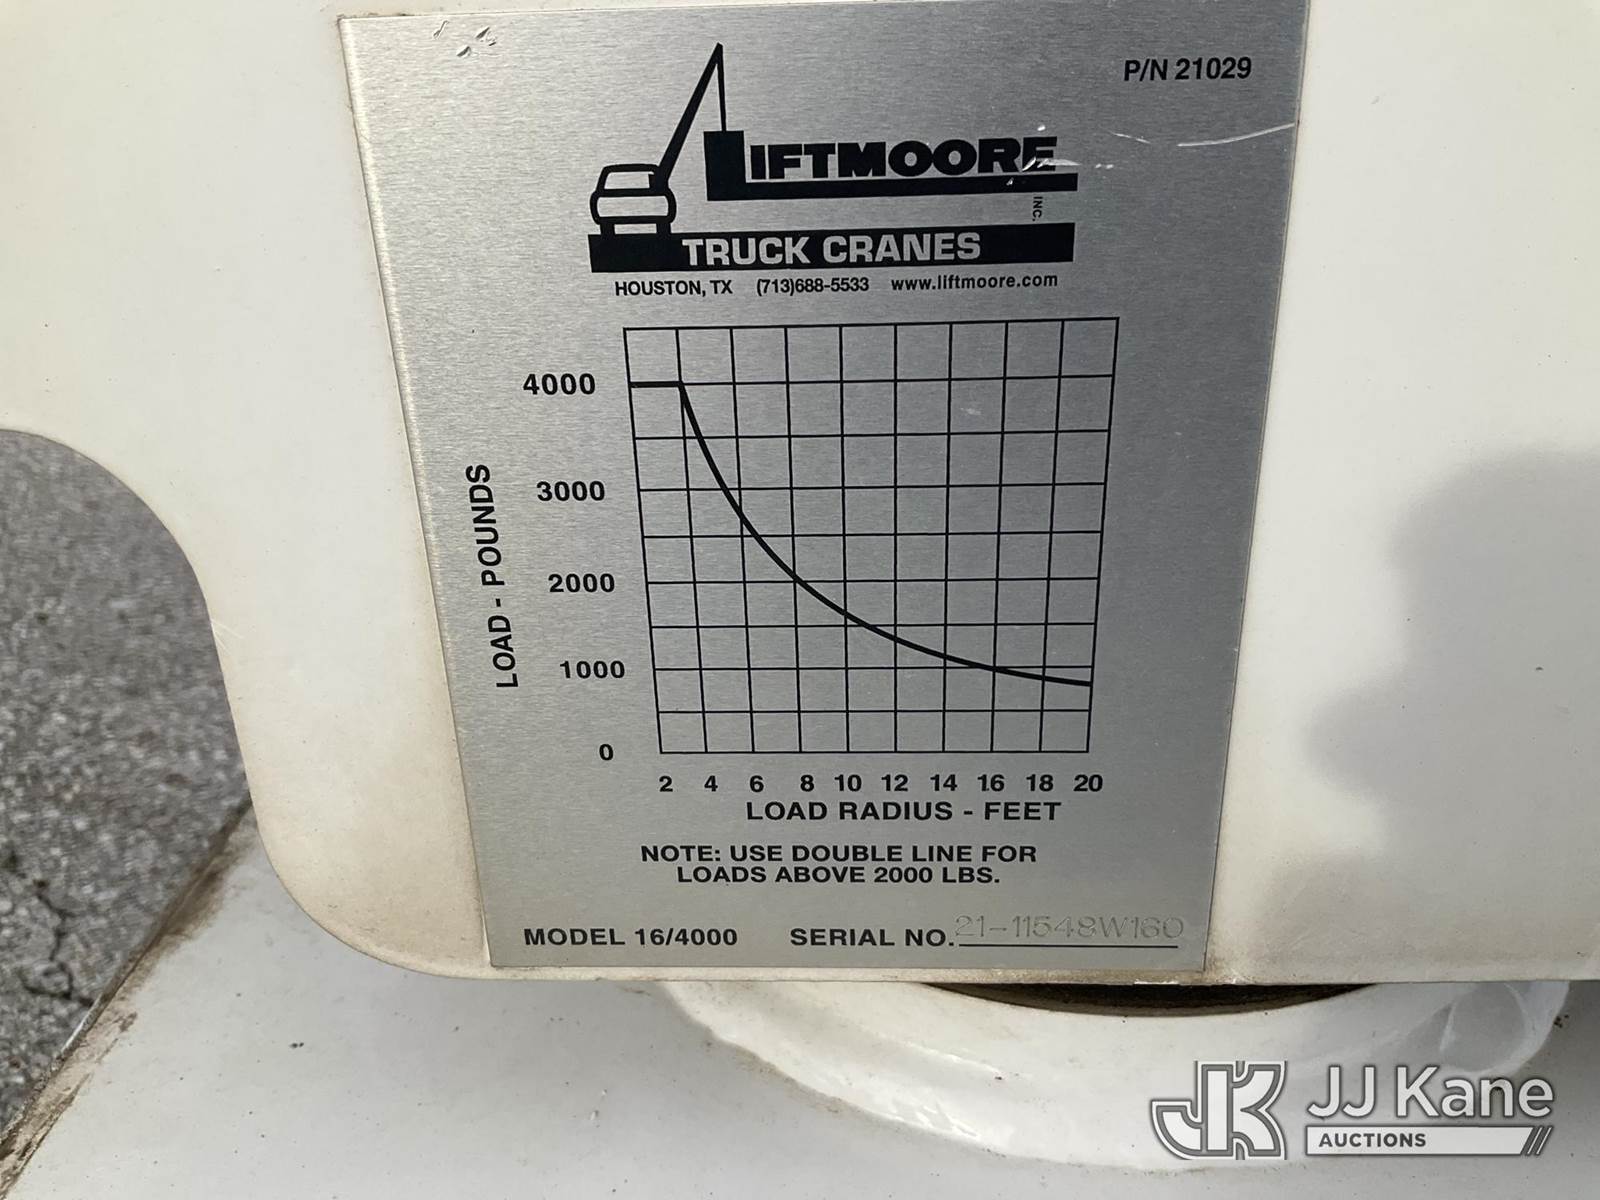 P/N 21029
LIFTMOORE
INC.
TRUCK CRANES
HOUSTON, TX (713)688-5533 www.liftmoore.com
4000
3000
2000
1000
0
LOAD - POUNDS
2 4 6 8 10 12 14 16 18 20
LOAD RADIUS - FEET
NOTE: USE DOUBLE LINE FOR
LOADS ABOVE 2000 LBS.
MODEL 16/4000 SERIAL NO. 21-11548W160
JK JJ Kane
AUCTIONS